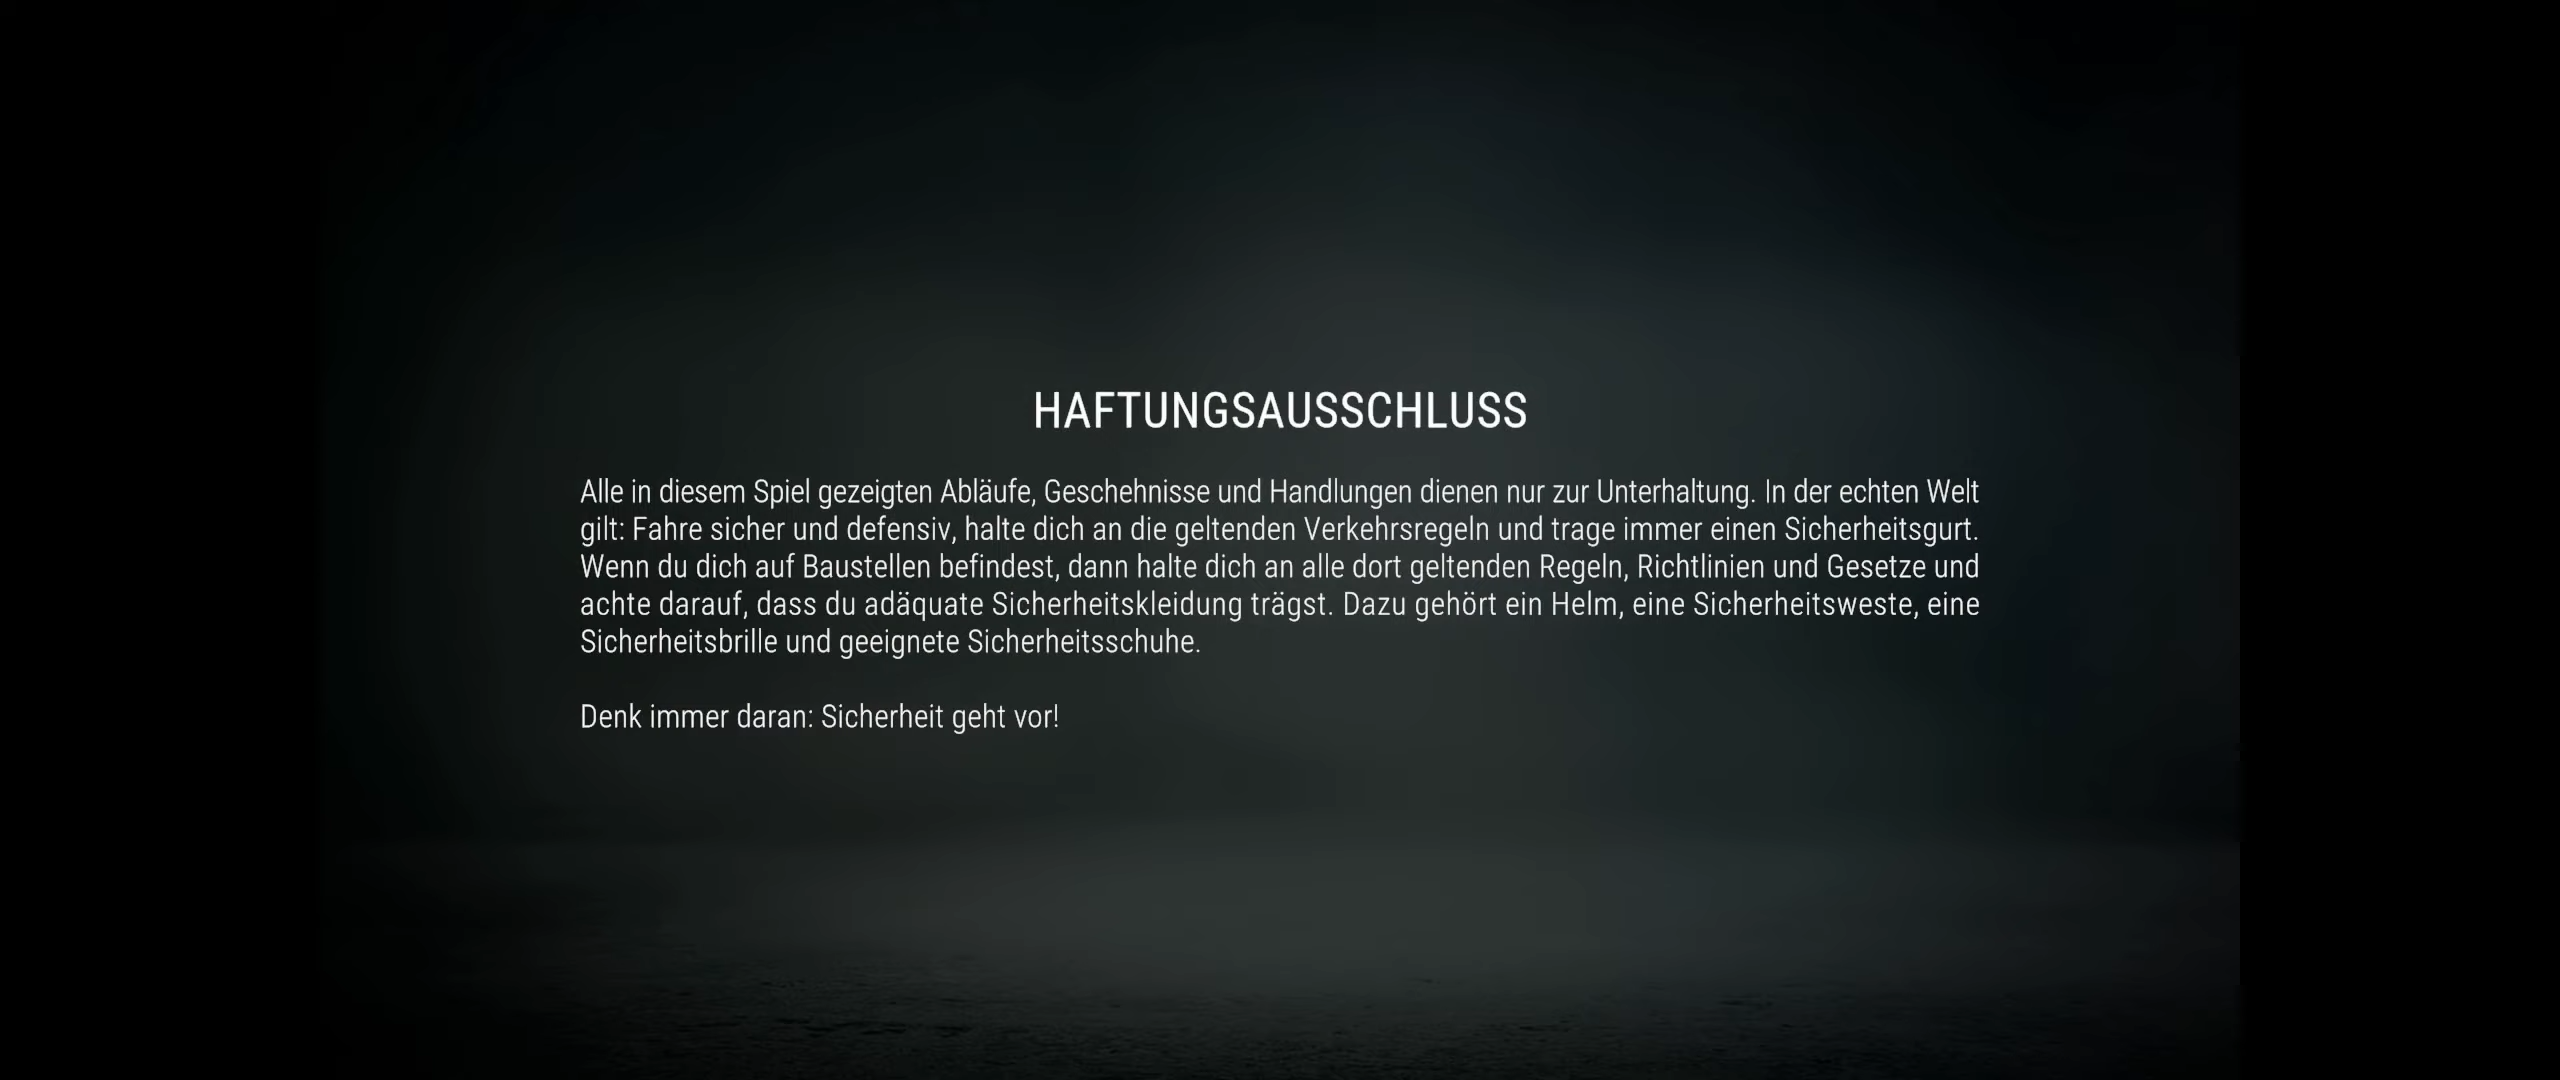 HAFTUNGSAUSSCHLUSS
Alle in diesem Spiel gezeigten Abläufe, Geschehnisse und Handlungen dienen nur zur Unterhaltung. In der echten Welt
gilt: Fahre sicher und defensiv, halte dich an die geltenden Verkehrsregeln und trage immer einen Sicherheitsgurt.
Wenn du dich auf Baustellen befindest, dann halte dich an alle dort geltenden Regeln, Richtlinien und Gesetze und
achte darauf, dass du adäquate Sicherheitskleidung trägst. Dazu gehört ein Helm, eine Sicherheitsweste, eine
Sicherheitsbrille und geeignete Sicherheitsschuhe.
Denk immer daran: Sicherheit geht vor!